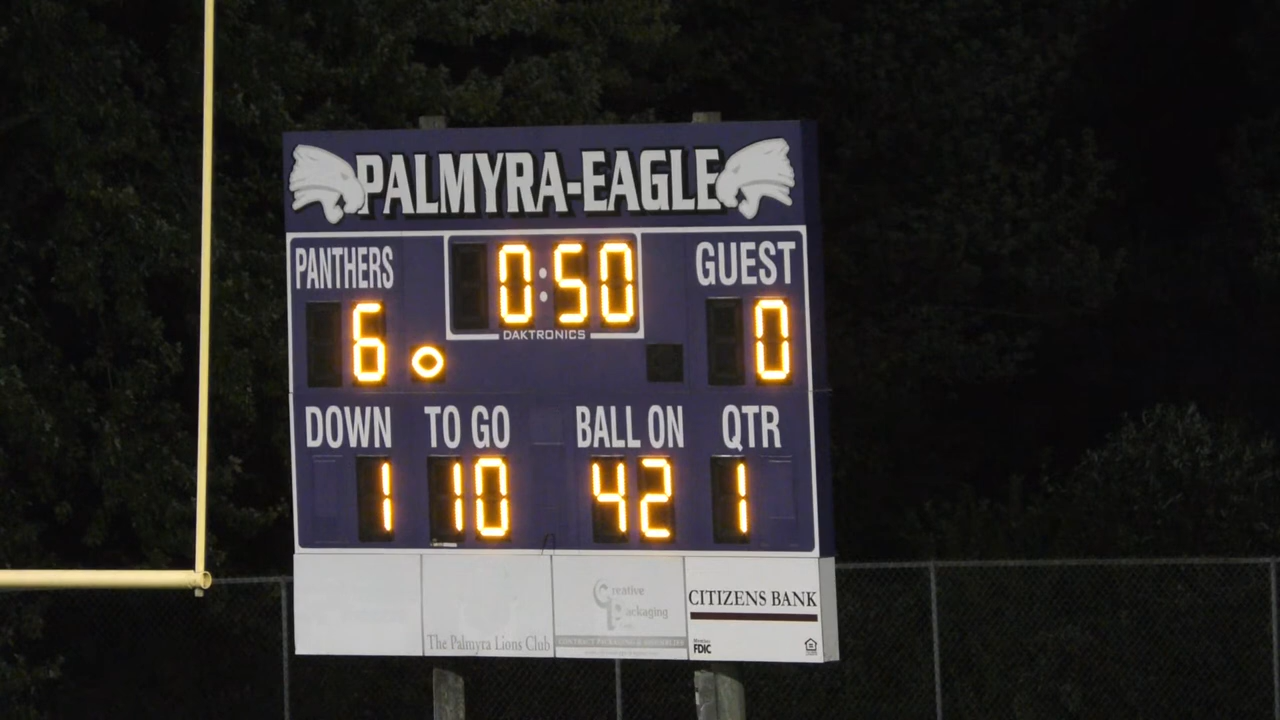 PALMYRA-EAGLE
PANTHERS
0:50
GUEST
6
0
DAKTRONICS
DOWN
TO GO
BALL ON
QTR
1
10
42
1
The Palmyra Lions Club
Creative
Packaging
CITIZENS BANK
Member
FDIC